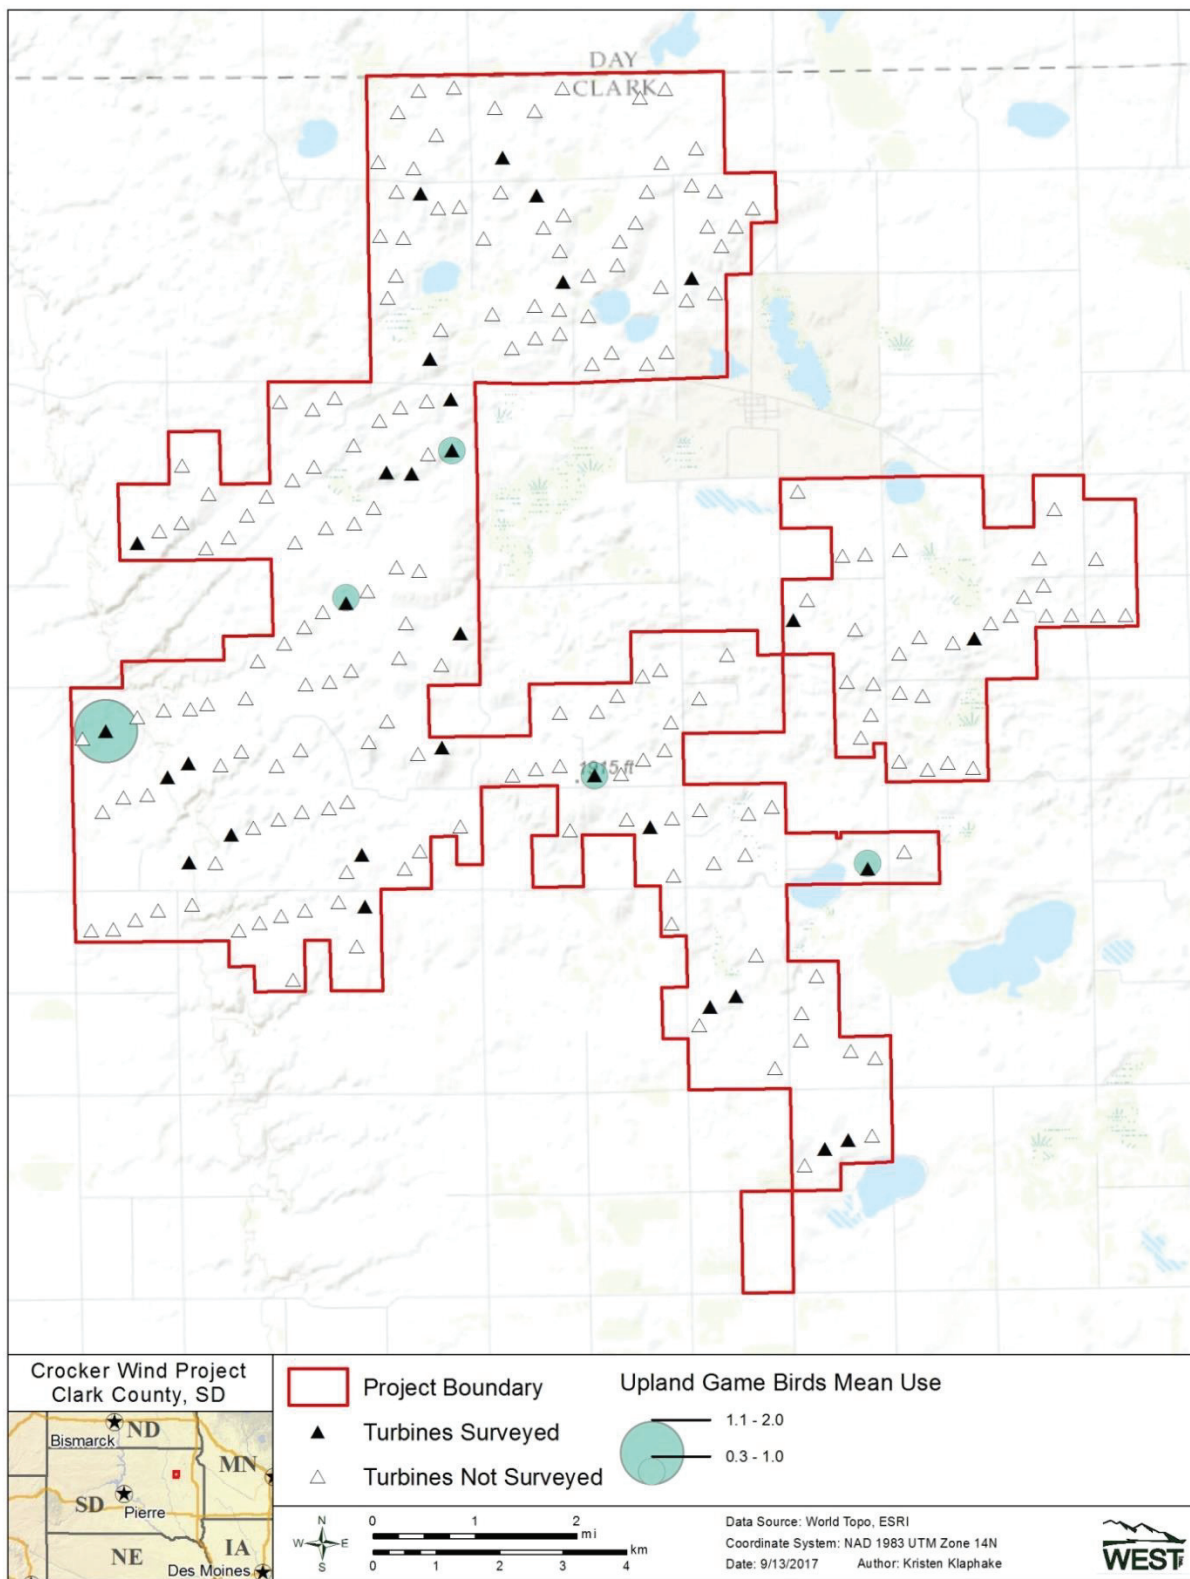 DAY
CLARK
1915 ft
Crocker Wind Project
Clark County, SD
ND
Bismarck
MN
SD
Pierre
NE
IA
Des Moines
Project Boundary
Turbines Surveyed
Turbines Not Surveyed
Upland Game Birds Mean Use
1.1 - 2.0
0.3 - 1.0
N
W E
S
0 1 2
mi
0 1 2 3 4
km
Data Source: World Topo, ESRI
Coordinate System: NAD 1983 UTM Zone 14N
Date: 9/13/2017 Author: Kristen Klaphake
WEST